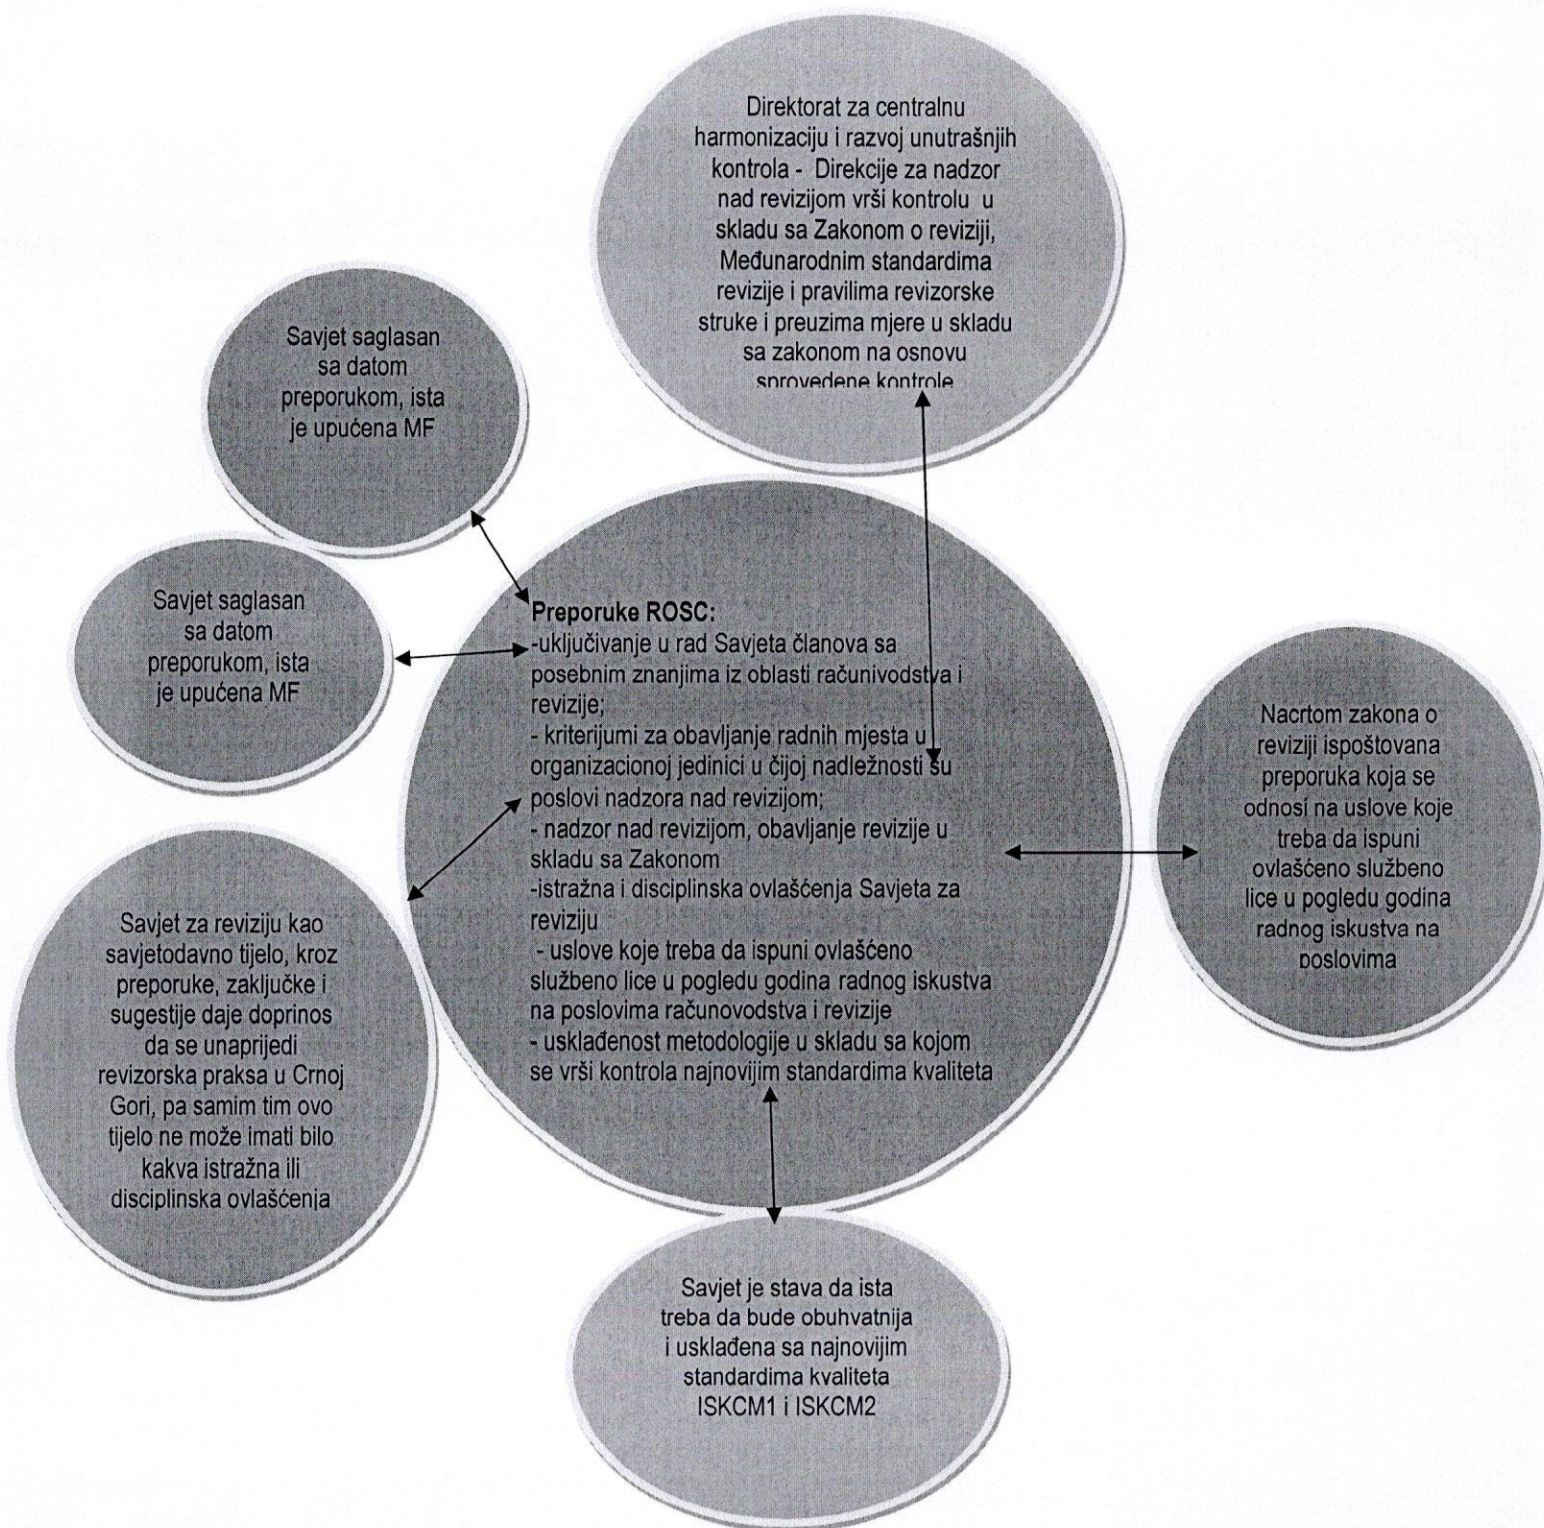 Direktorat za centralnu
harmonizaciju i razvoj unutrašnjih
kontrola - Direkcije za nadzor
nad revizijom vrši kontrolu u
skladu sa Zakonom o reviziji,
Međunarodnim standardima
revizije i pravilima revizorske
struke i preuzima mjere u skladu
sa zakonom na osnovu
sprovedene kontrole
Savjet saglasan
sa datom
preporukom, ista
je upućena MF
Savjet saglasan
sa datom
preporukom, ista
je upućena MF
Preporuke ROSC:
-uključivanje u rad Savjeta članova sa
posebnim znanjima iz oblasti računivodstva i
revizije;
- kriterijumi za obavljanje radnih mjesta u
organizacionoj jedinici u čijoj nadležnosti su
poslovi nadzora nad revizijom;
- nadzor nad revizijom, obavljanje revizije u
skladu sa Zakonom
-istražna i disciplinska ovlašćenja Savjeta za
reviziju
- uslove koje treba da ispuni ovlašćeno
službeno lice u pogledu godina radnog iskustva
na poslovima računovodstva i revizije
- usklađenost metodologije u skladu sa kojom
se vrši kontrola najnovijim standardima kvaliteta
Nacrtom zakona o
reviziji ispoštovana
preporuka koja se
odnosi na uslove koje
treba da ispuni
ovlašćeno službeno
lice u pogledu godina
radnog iskustva na
poslovima
Savjet za reviziju kao
savjetodavno tijelo, kroz
preporuke, zaključke i
sugestije daje doprinos
da se unaprijedi
revizorska praksa u Crnoj
Gori, pa samim tim ovo
tijelo ne može imati bilo
kakva istražna ili
disciplinska ovlašćenja
Savjet je stava da ista
treba da bude obuhvatnija
i usklađena sa najnovijim
standardima kvaliteta
ISKCM1 i ISKCM2